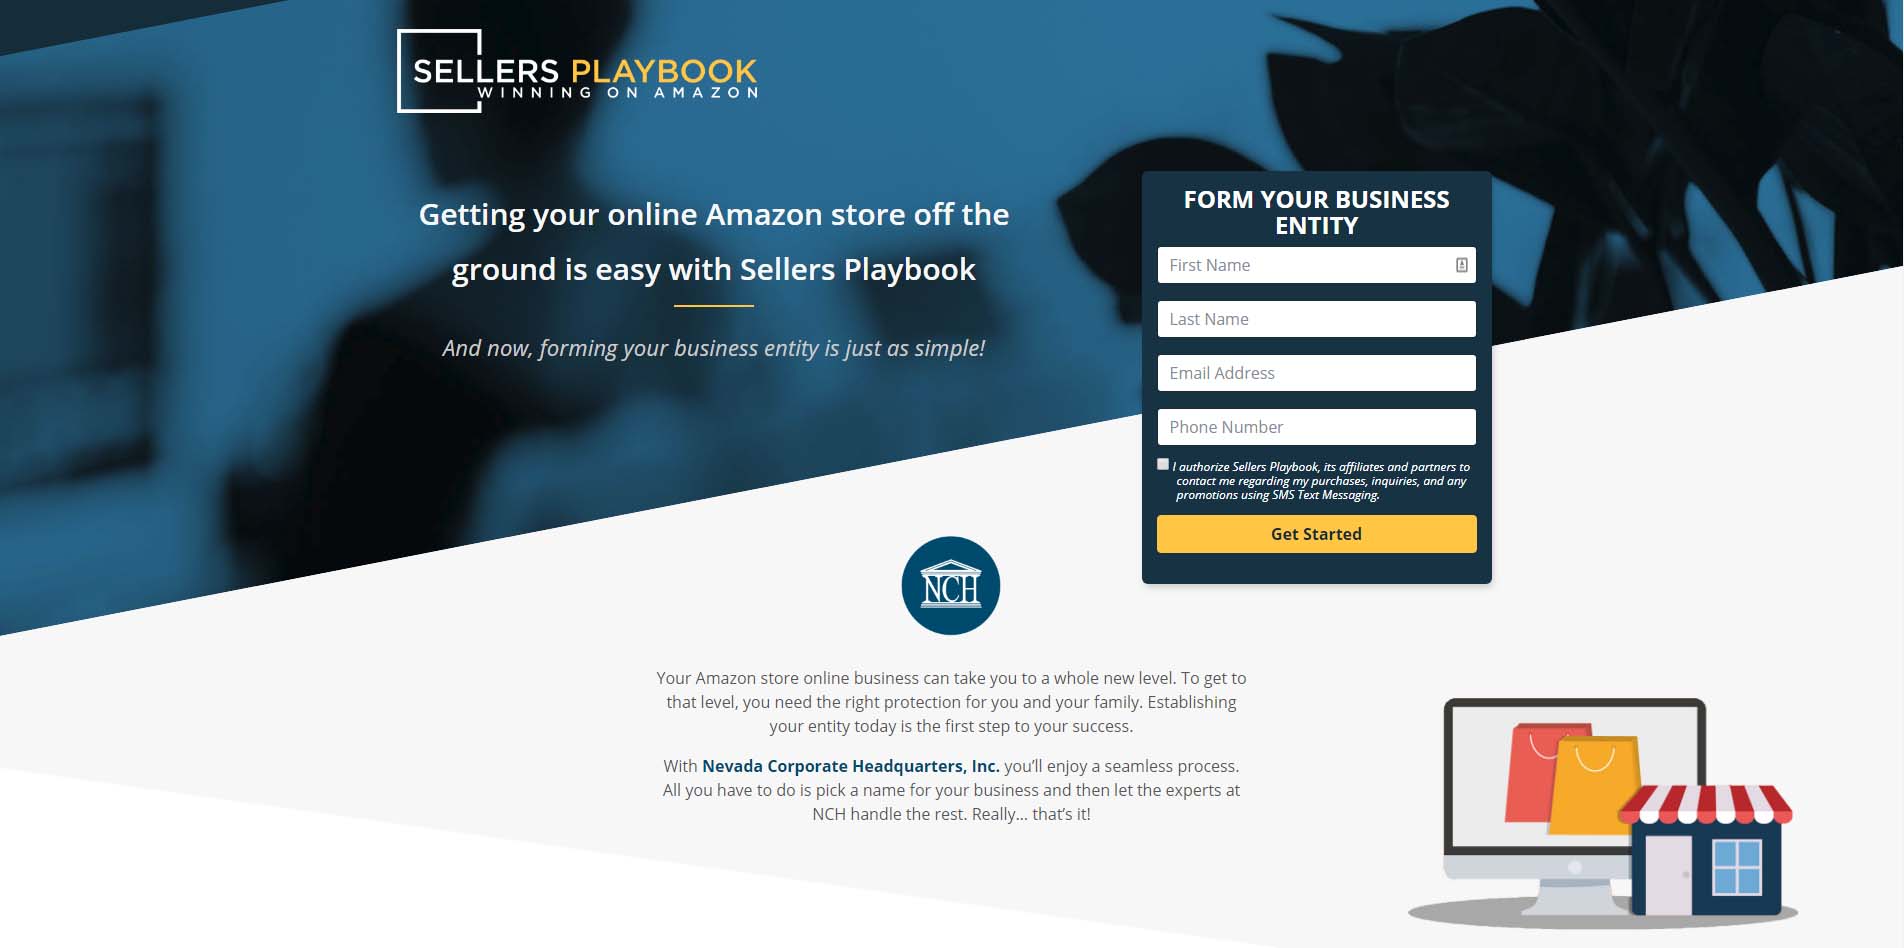 SELLERS PLAYBOOK
WINNING ON AMAZON
Getting your online Amazon store off the
ground is easy with Sellers Playbook
And now, forming your business entity is just as simple!
FORM YOUR BUSINESS
ENTITY
First Name
Last Name
Email Address
Phone Number
I authorize Sellers Playbook, its affiliates and partners to
contact me regarding my purchases, inquiries, and any
promotions using SMS Text Messaging.
Get Started
NCH
Your Amazon store online business can take you to a whole new level. To get to
that level, you need the right protection for you and your family. Establishing
your entity today is the first step to your success.
With Nevada Corporate Headquarters, Inc. you’ll enjoy a seamless process.
All you have to do is pick a name for your business and then let the experts at
NCH handle the rest. Really... that’s it!